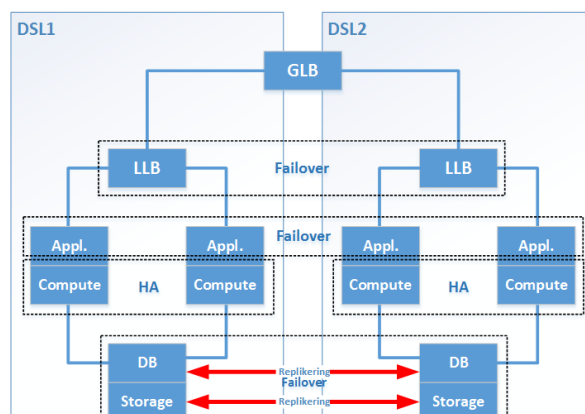 DSL1
DSL2
GLB
LLB
Failover
LLB
Failover
Appl.
Appl.
Appl.
Appl.
Compute
HA
Compute
Compute
HA
Compute
DB
Replikering
DB
Failover
Storage
Replikering
Storage